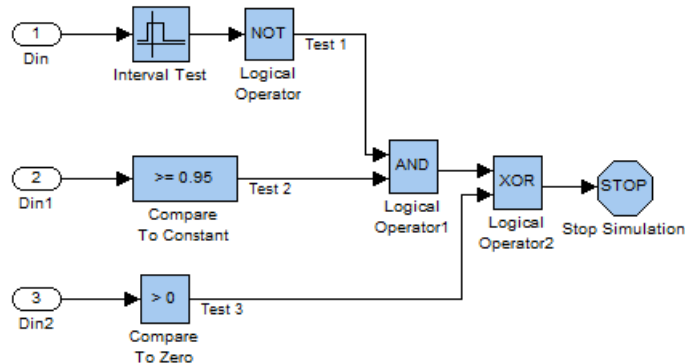 1
Din
Interval Test
NOT
Logical
Operator
Test 1
2
Din1
>= 0.95
Compare
To Constant
Test 2
AND
Logical
Operator1
XOR
Logical
Operator2
STOP
Stop Simulation
3
Din2
> 0
Compare
To Zero
Test 3